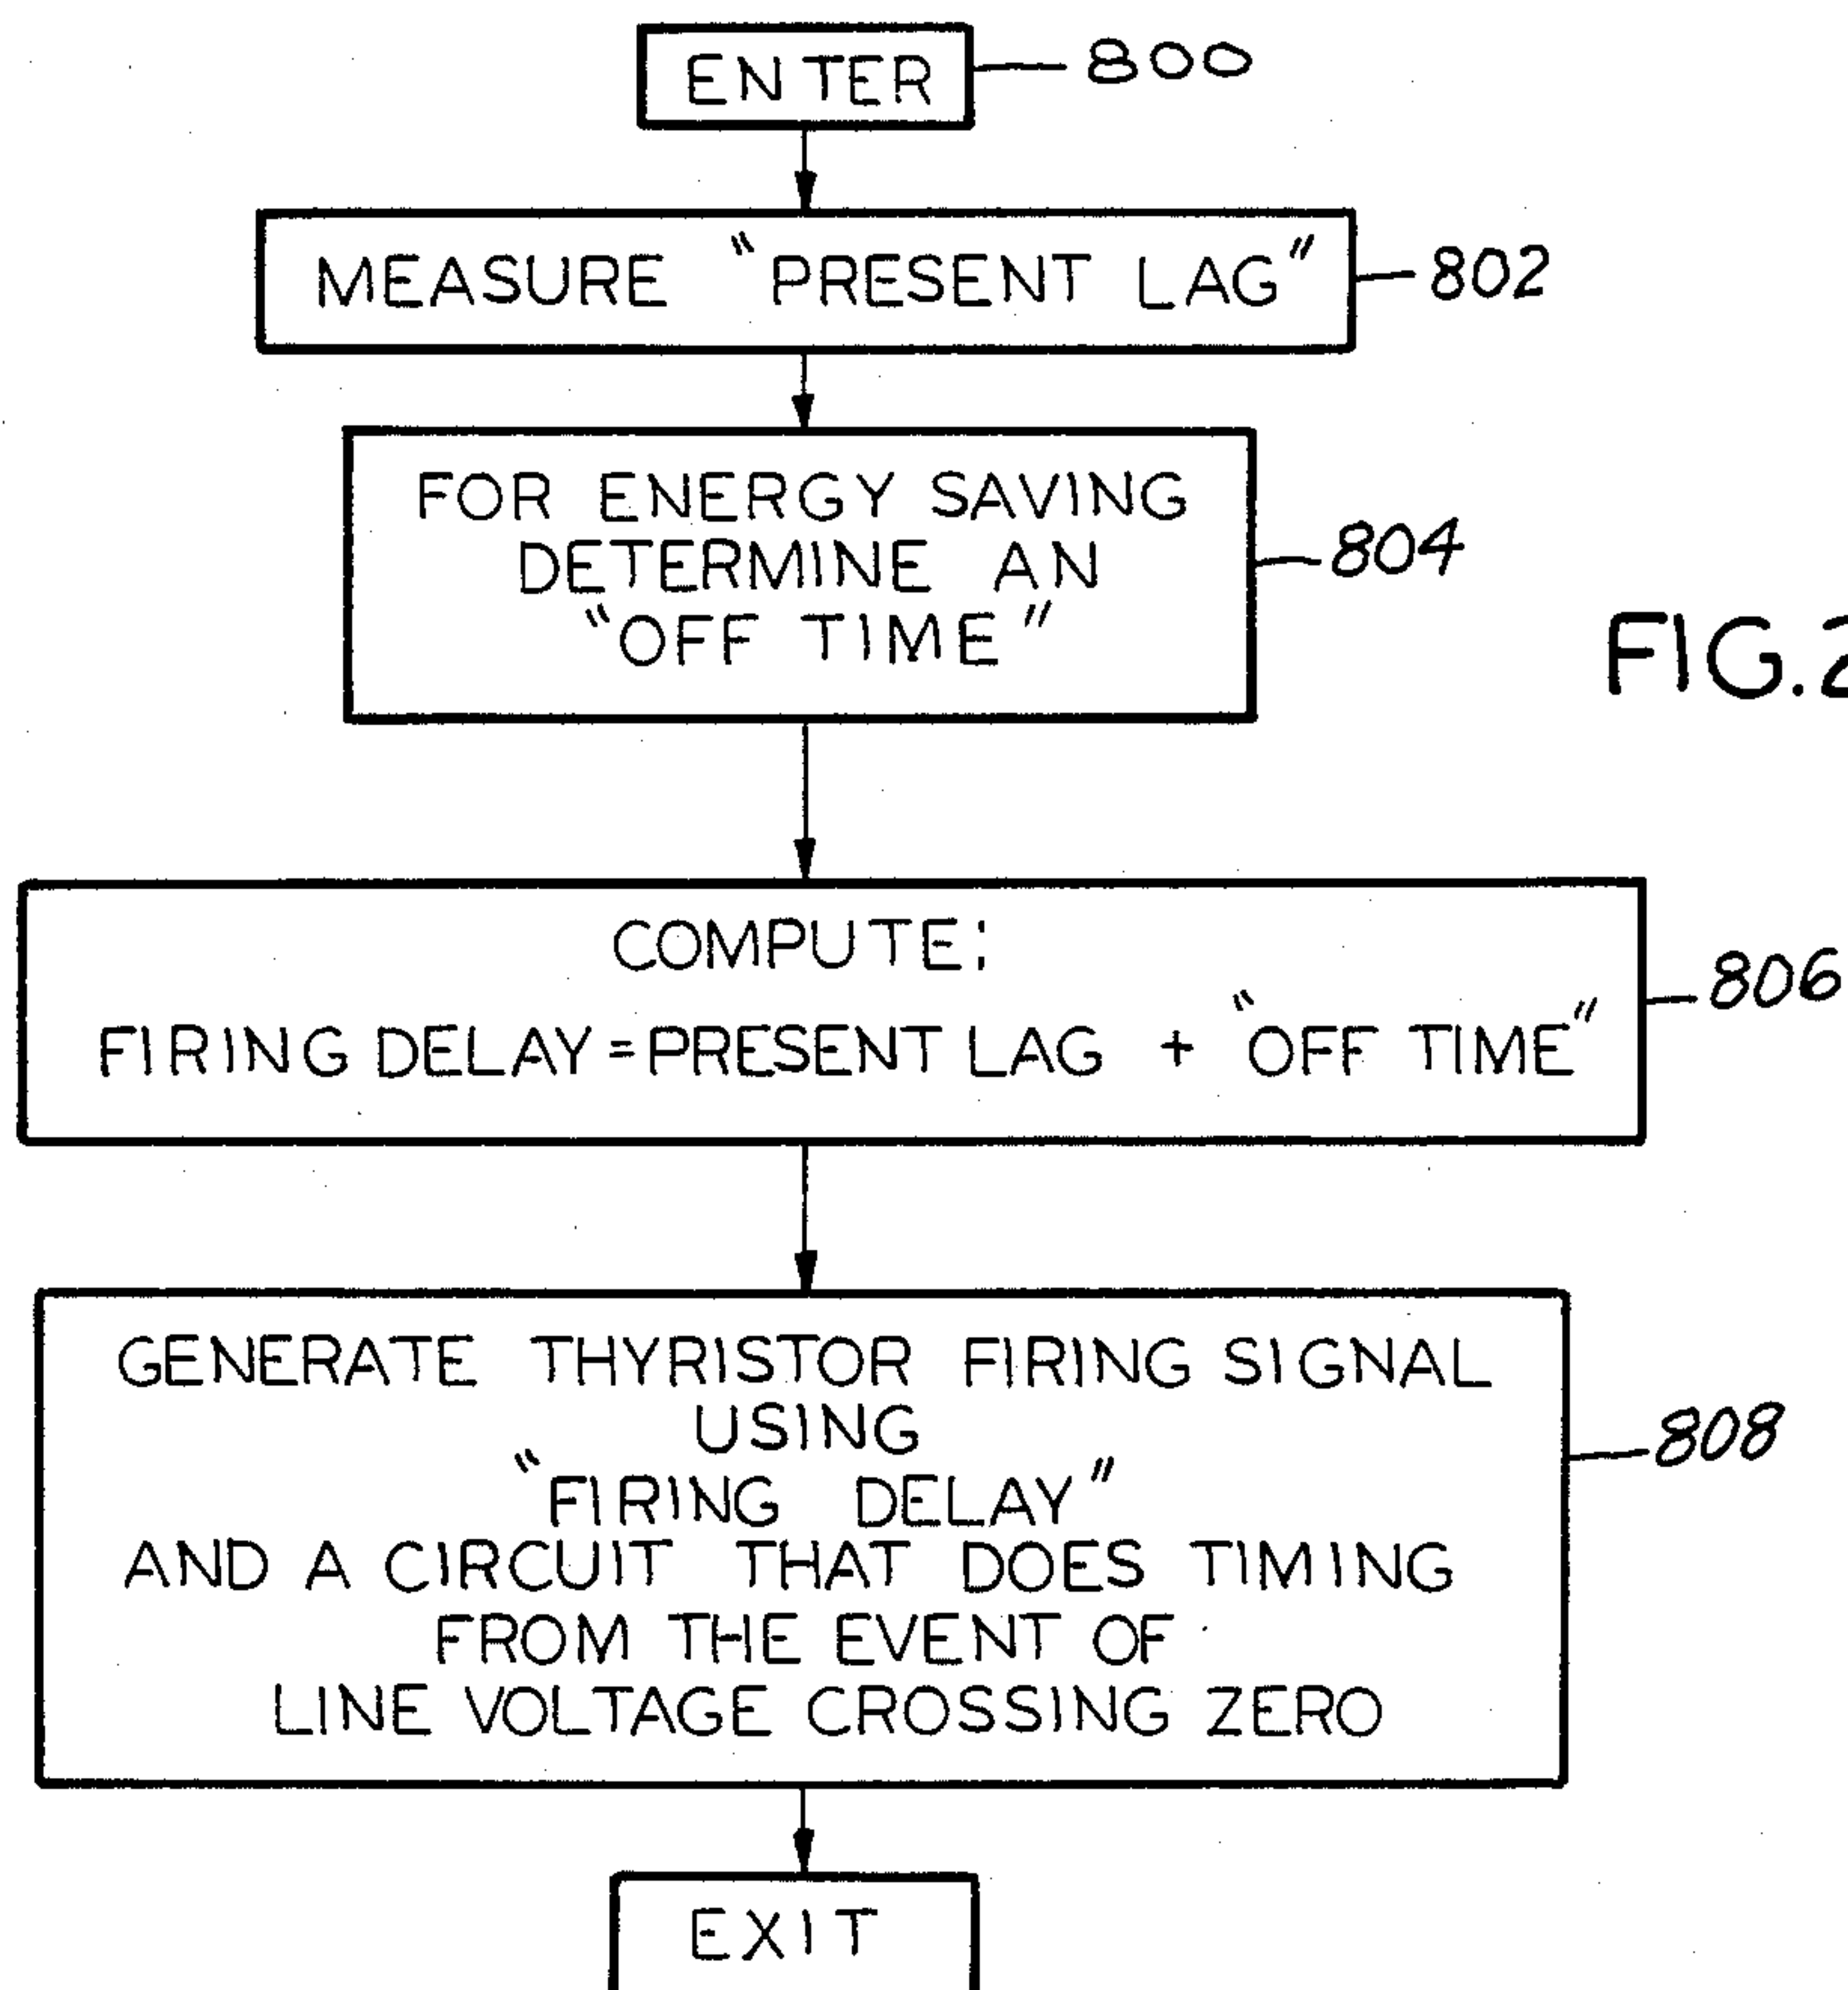 ENTER 800
MEASURE "PRESENT LAG" 802
FOR ENERGY SAVING
DETERMINE AN 804
"OFF TIME"
FIG.2
COMPUTE:
806
FIRING DELAY=PRESENT LAG + "OFF TIME"
GENERATE THYRISTOR FIRING SIGNAL
USING 808
"FIRING DELAY"
AND A CIRCUIT THAT DOES TIMING
FROM THE EVENT OF
LINE VOLTAGE CROSSING ZERO
EXIT